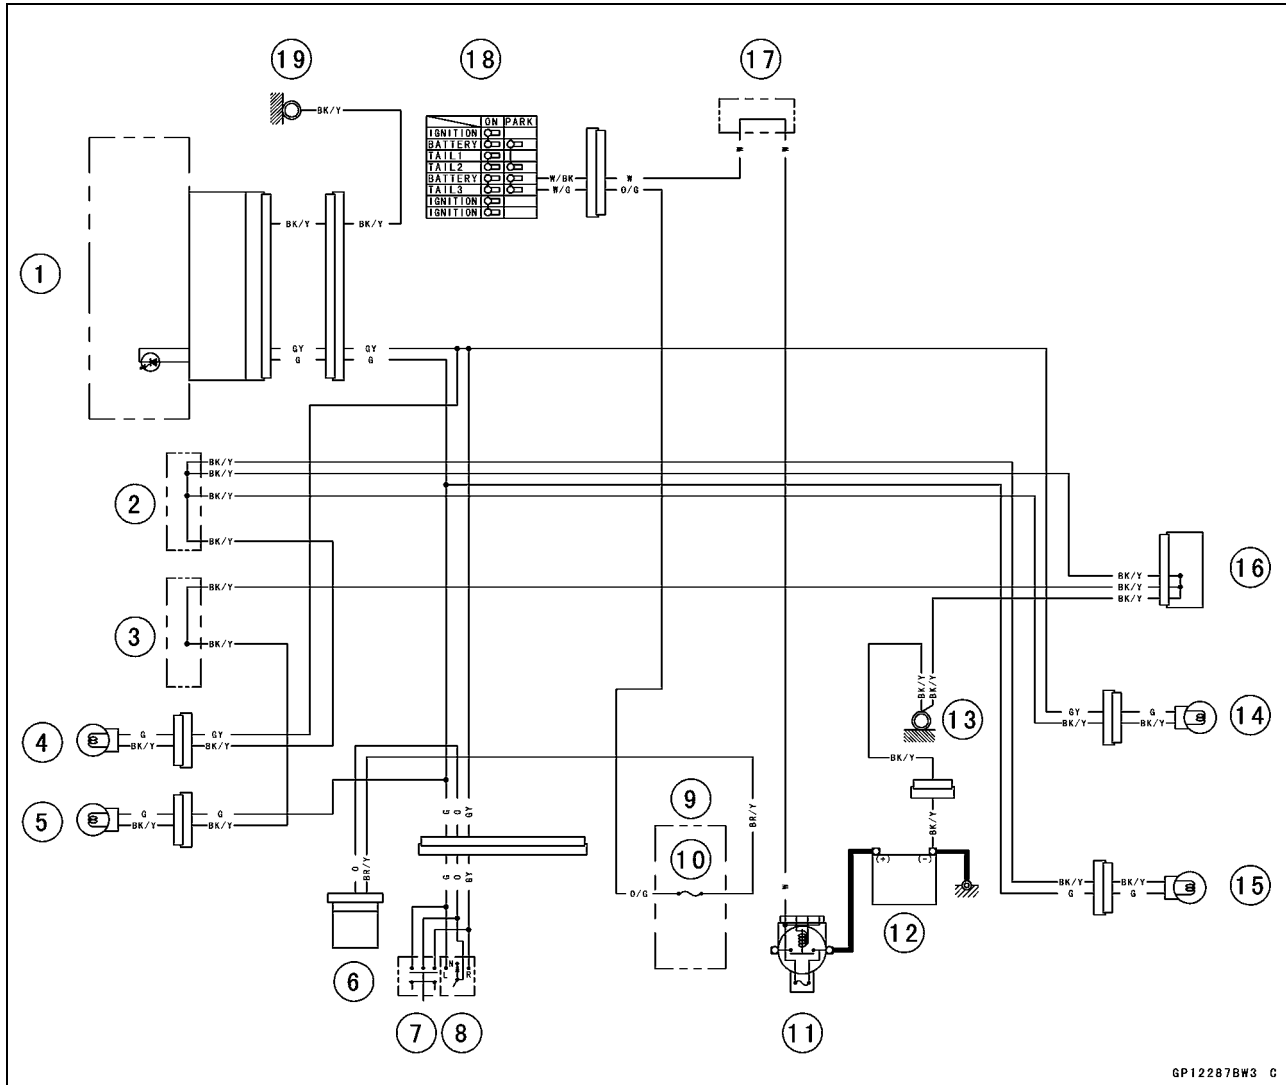 19
18
17
BK/Y
ON PARK
IGNITION
BATTERY
TAIL1
TAIL2
BATTERY
TAIL3
IGNITION
IGNITION
W/BK W
W/G O/G
W W
BK/Y BK/Y
1
GY GY
G G
2
BK/Y
BK/Y
BK/Y
BK/Y
3
BK/Y
BK/Y
16
BK/Y
BK/Y
BK/Y
BK/Y BK/Y
13
14
GY G
BK/Y BK/Y
4
G GY
BK/Y BK/Y
BK/Y
5
G G
BK/Y BK/Y
9
10
G O GY
BR/Y
BK/Y
G O GY
O BR/Y
O/G
W
(+) (-)
12
15
BK/Y BK/Y
G G
6
L N R
7
8
11
GP12287BW3 C